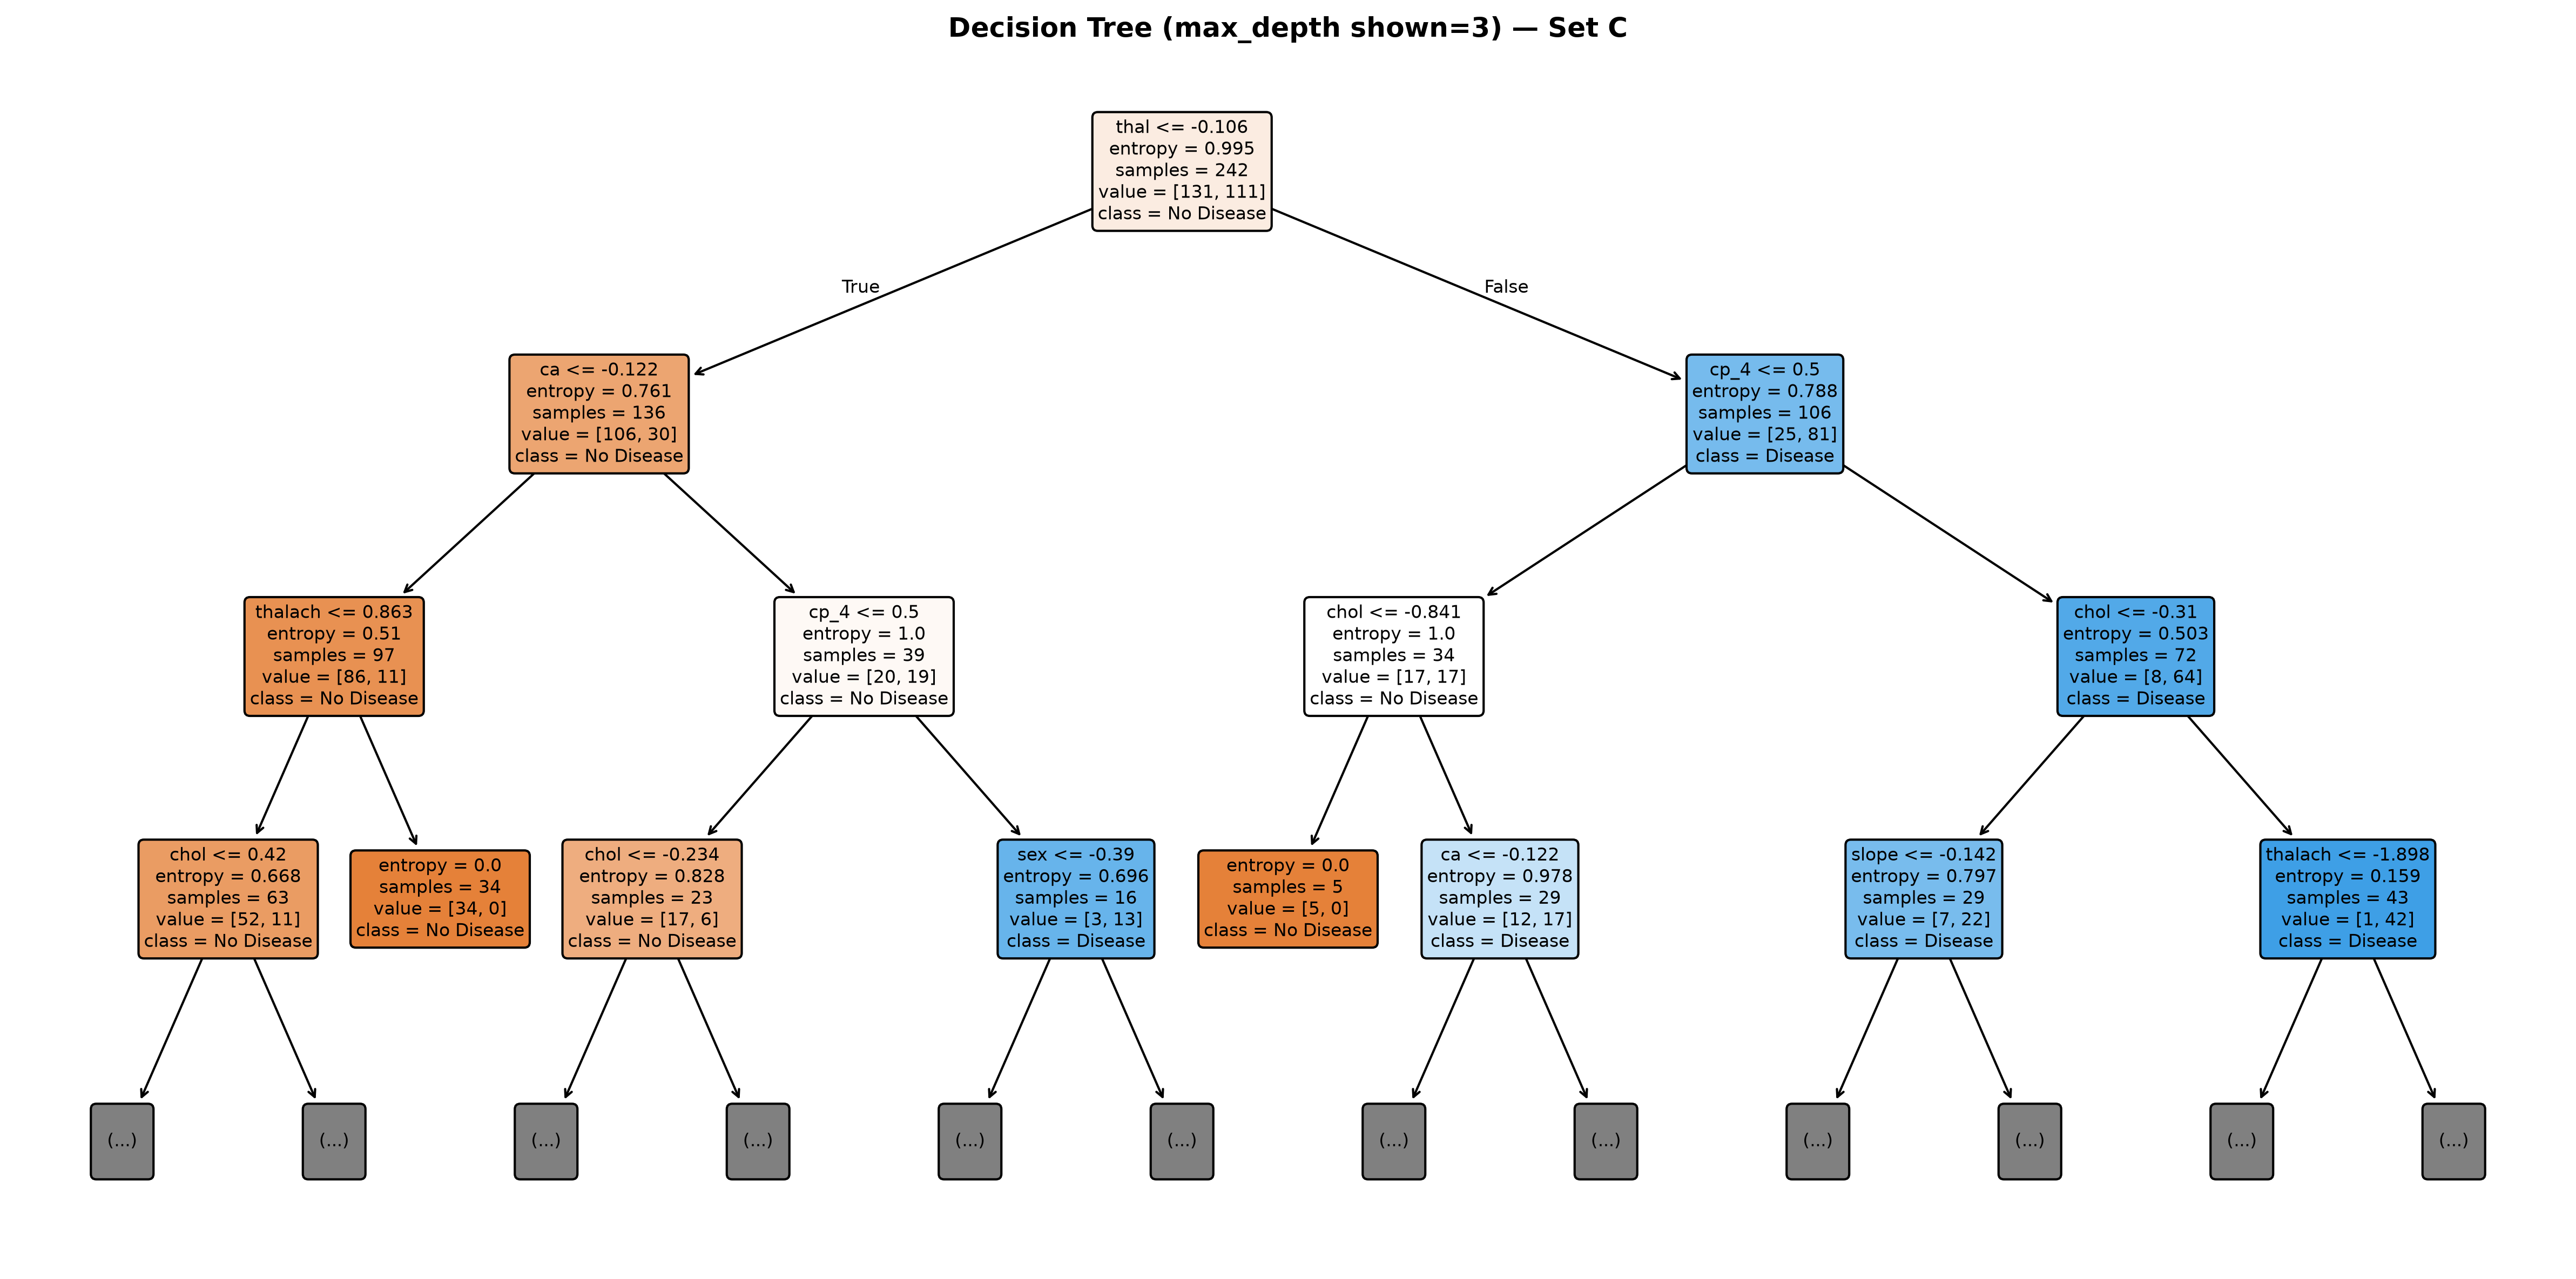 Decision Tree (max_depth shown=3) — Set C
thal <= -0.106
entropy = 0.995
samples = 242
value = [131, 111]
class = No Disease
True
False
ca <= -0.122
entropy = 0.761
samples = 136
value = [106, 30]
class = No Disease
cp_4 <= 0.5
entropy = 0.788
samples = 106
value = [25, 81]
class = Disease
thalach <= 0.863
entropy = 0.51
samples = 97
value = [86, 11]
class = No Disease
cp_4 <= 0.5
entropy = 1.0
samples = 39
value = [20, 19]
class = No Disease
chol <= -0.841
entropy = 1.0
samples = 34
value = [17, 17]
class = No Disease
chol <= -0.31
entropy = 0.503
samples = 72
value = [8, 64]
class = Disease
chol <= 0.42
entropy = 0.668
samples = 63
value = [52, 11]
class = No Disease
entropy = 0.0
samples = 34
value = [34, 0]
class = No Disease
chol <= -0.234
entropy = 0.828
samples = 23
value = [17, 6]
class = No Disease
sex <= -0.39
entropy = 0.696
samples = 16
value = [3, 13]
class = Disease
entropy = 0.0
samples = 5
value = [5, 0]
class = No Disease
ca <= -0.122
entropy = 0.978
samples = 29
value = [12, 17]
class = Disease
slope <= -0.142
entropy = 0.797
samples = 29
value = [7, 22]
class = Disease
thalach <= -1.898
entropy = 0.159
samples = 43
value = [1, 42]
class = Disease
(...)
(...)
(...)
(...)
(...)
(...)
(...)
(...)
(...)
(...)
(...)
(...)